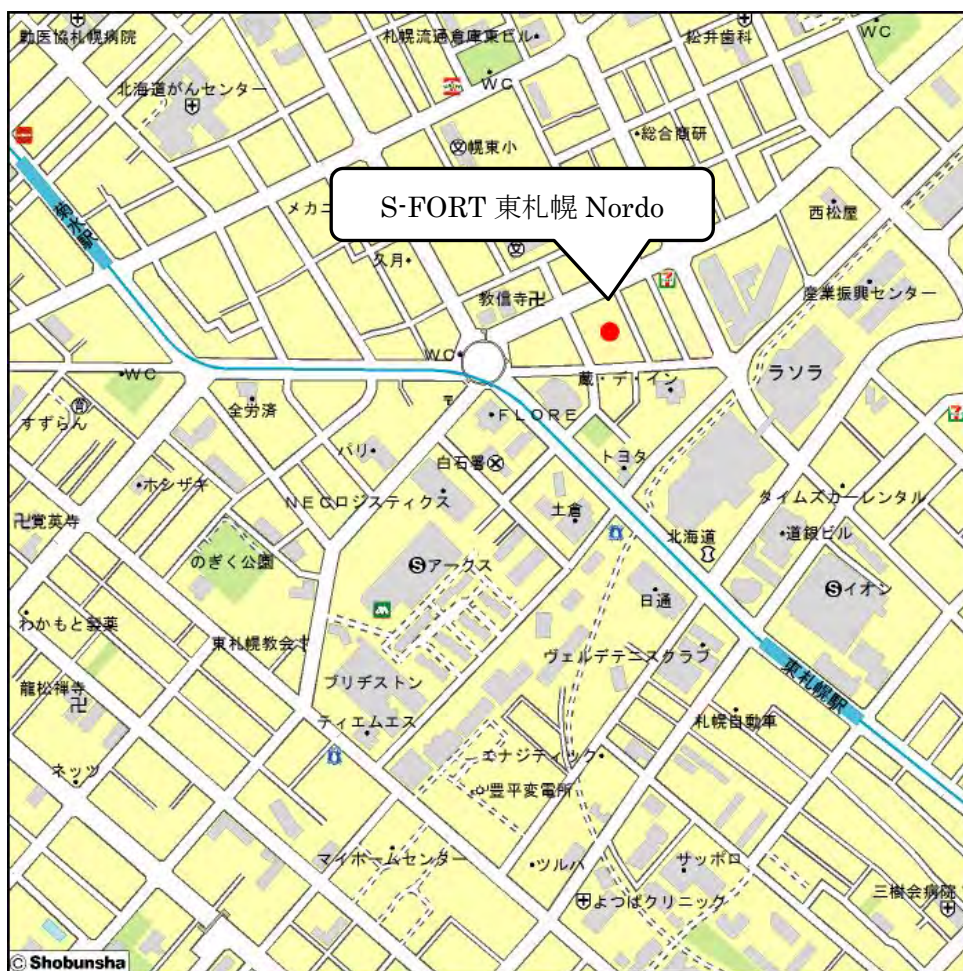 勤医協札幌病院
札幌流通倉庫東ビル
松井歯科
WC
北海道がんセンター
WC
幌東小
総合商研
S-FORT 東札幌 Nordo
メカニ
西松屋
菊水駅
久月
教信寺
産業振興センター
WC
WC
蔵・デ・イン
ラソラ
全労済
FLORE
すずらん
パリ
白石署
トヨタ
ホシザキ
NECロジスティクス
土倉
タイムズカーレンタル
覚英寺
北海道
道銀ビル
のぎく公園
アークス
イオン
日通
わかもと製薬
東札幌教会
ヴェルデテニスクラブ
ブリヂストン
東札幌駅
龍松禅寺
ティエムエス
札幌自動車
エナジティック
ネッツ
豊平変電所
マイホームセンター
ツルハ
サッポロ
よつばクリニック
三樹会病院
© Shobunsha